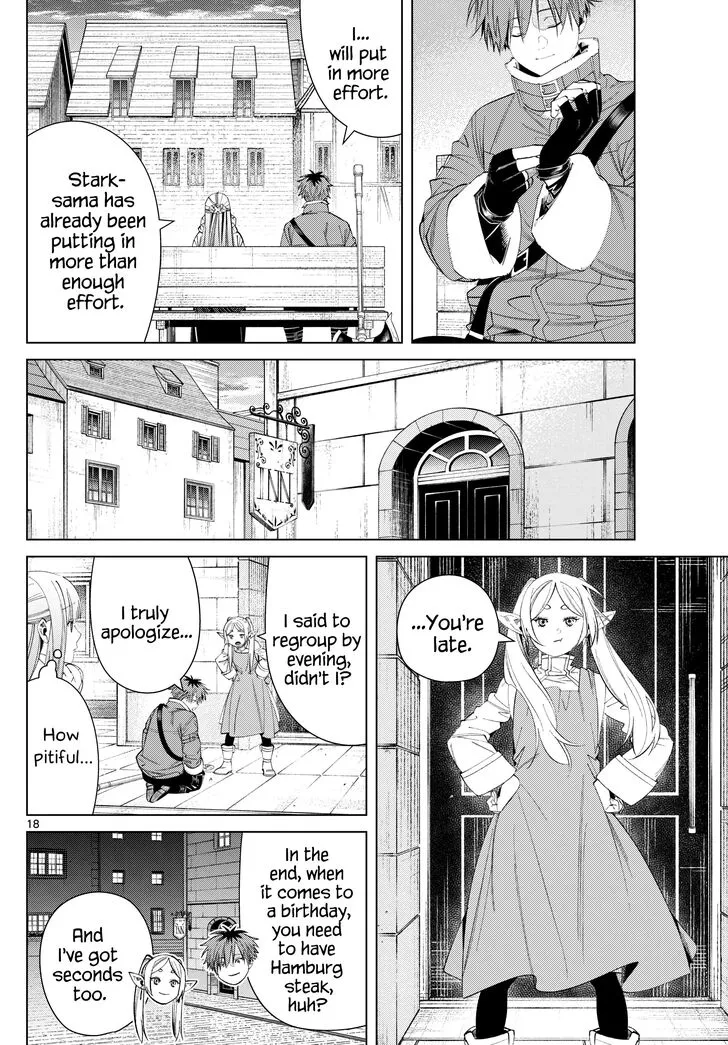 I...
will put
in more
effort.
Stark-
sama has
already been
putting in
more than
enough
effort.
...You're
late.
I said to
regroup by
evening,
didn't I?
I truly
apologize...
How
pitiful...
18
In the
end, when
it comes to
a birthday,
you need
to have
Hamburg
steak,
huh?
And
I've got
seconds
too.